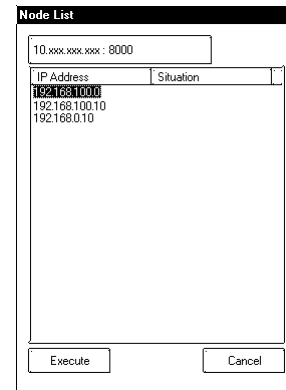 Node List
10.xxx.xxx.xxx : 8000
IP Address Situation
192.168.100.0
192.168.100.10
192.168.0.10
Execute Cancel